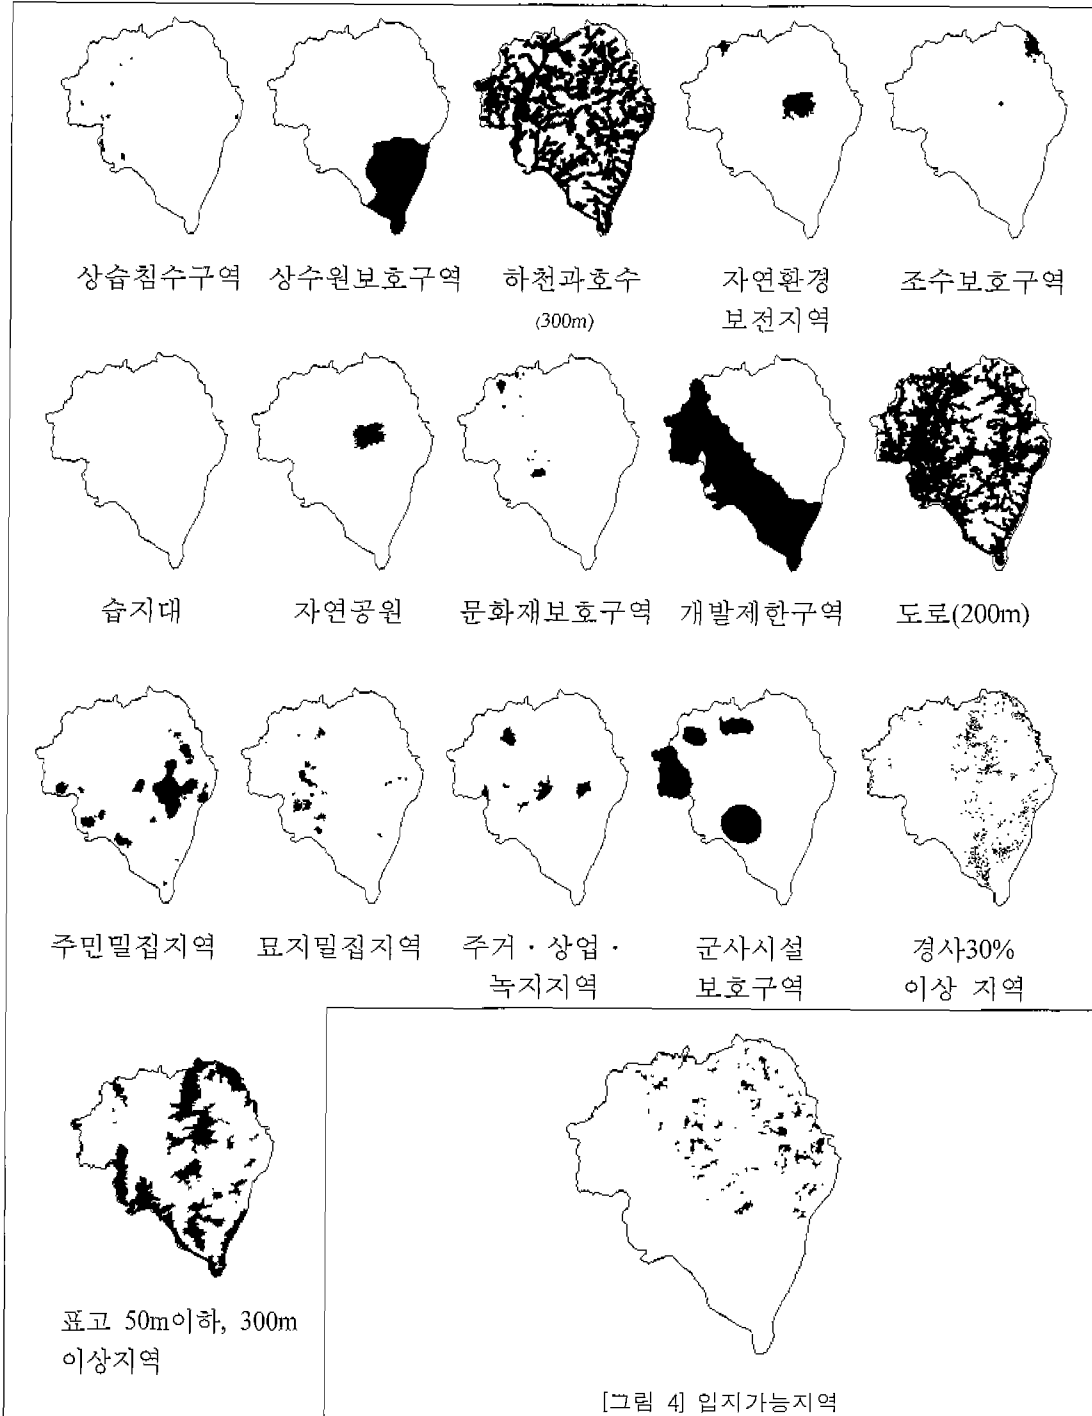 상습침수구역
상수원보호구역
하천과호수
(300m)
자연환경
보전지역
조수보호구역
습지대
자연공원
문화재보호구역
개발제한구역
도로(200m)
주민밀집지역
묘지밀집지역
주거 · 상업 ·
녹지지역
군사시설
보호구역
경사30%
이상 지역
표고 50m이하, 300m
이상지역
[그림 4] 입지가능지역